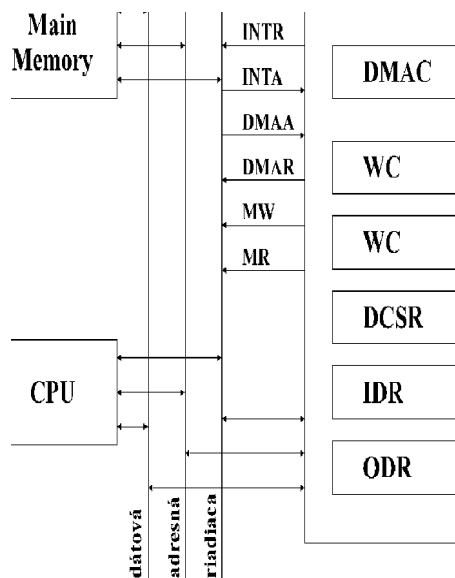 Main
Memory
INTR
INTA
DMAA
DMAR
MW
MR
DMAC
WC
WC
DCSR
IDR
ODR
CPU
dátová
adresná
riadiaca